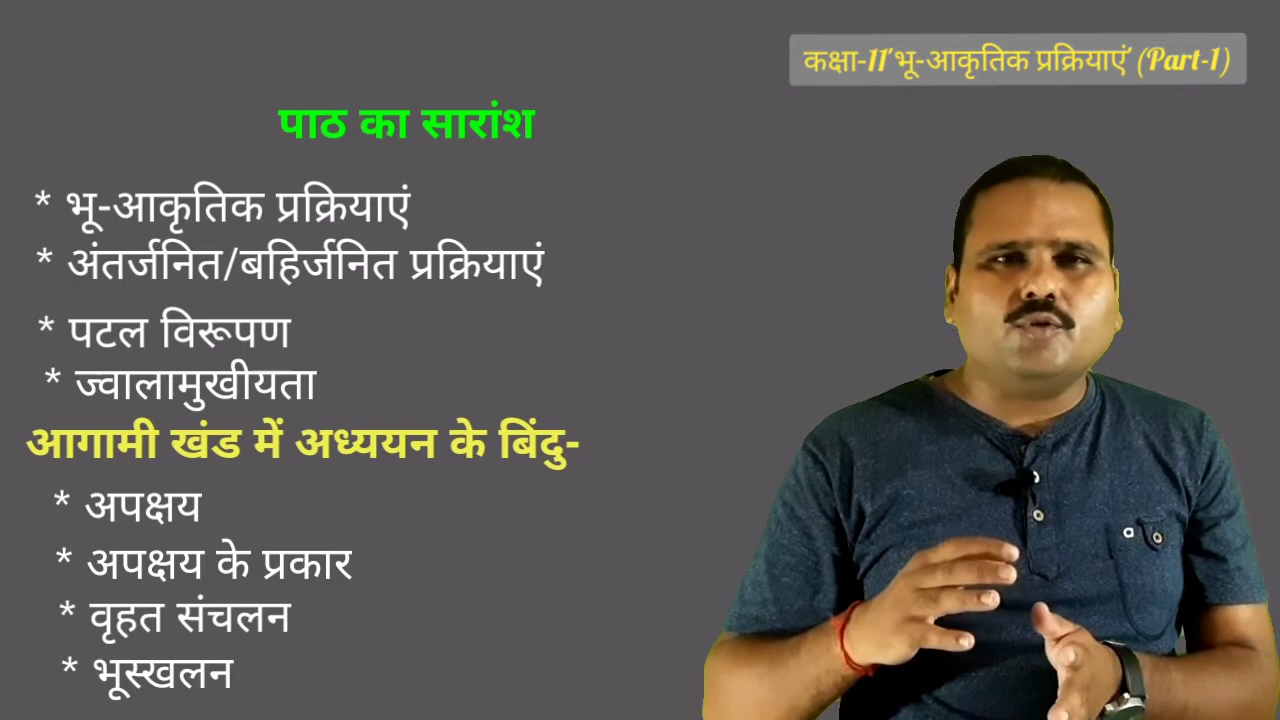 कक्षा-11'भू-आकृतिक प्रक्रियाएं' (Part-1)
पाठ का सारांश
* भू-आकृतिक प्रक्रियाएं
* अंतर्जनित/बहिर्जनित प्रक्रियाएं
* पटल विरूपण
* ज्वालामुखीयता
आगामी खंड में अध्ययन के बिंदु-
* अपक्षय
* अपक्षय के प्रकार
* वृहत संचलन
* भूस्खलन